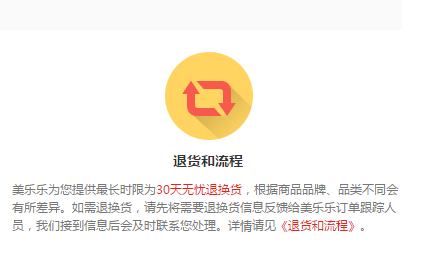 退货和流程
美乐乐为您提供最长时限为30天无忧退换货，根据商品品牌、品类不同会
有所差异。如需退换货，请先将需要退换货信息反馈给美乐乐订单跟踪人
员，我们接到信息后会及时联系您处理。详情请见《退货和流程》。